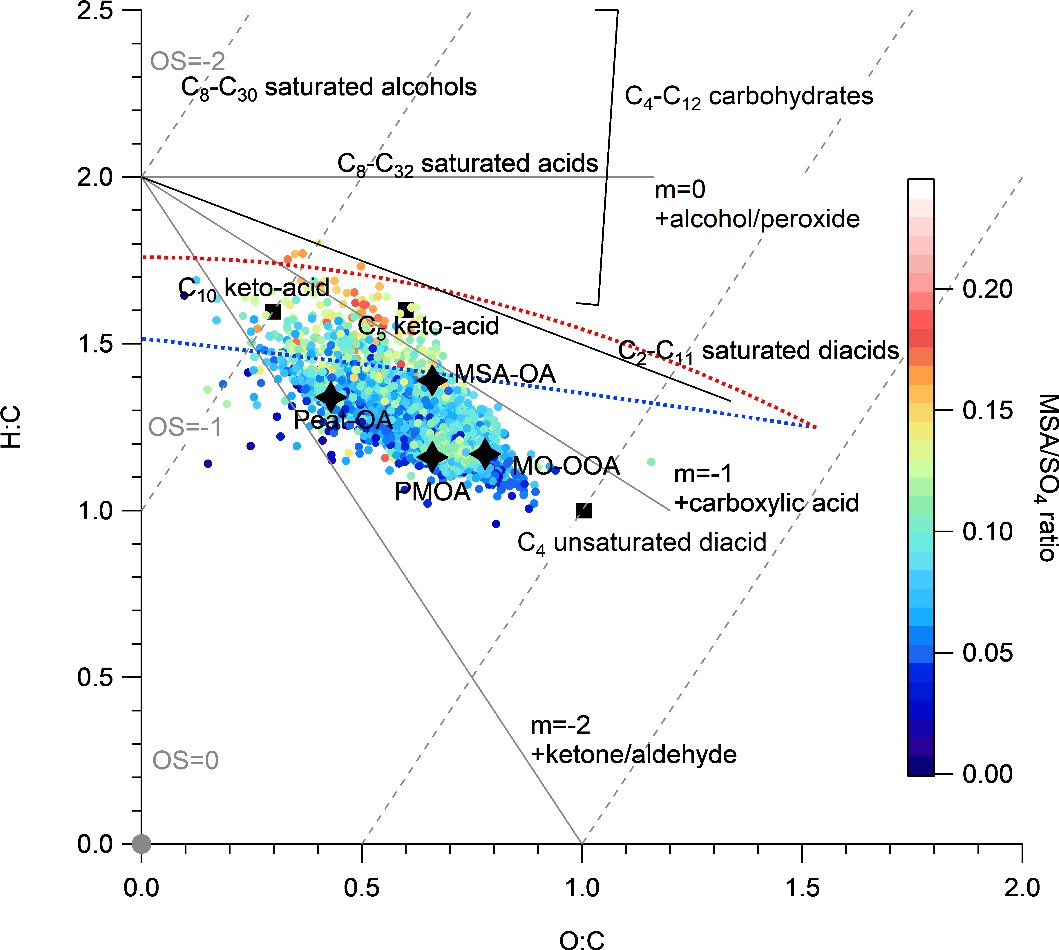 2.5
OS=-2
C8-C30 saturated alcohols
C4-C12 carbohydrates
C8-C32 saturated acids
2.0
m=0
+alcohol/peroxide
C10 keto-acid
0.20
C5 keto-acid
1.5
C2-C11 saturated diacids
MSA-OA
H:C
OS=-1
Peat-OA
0.15
MO-OOA
PMOA
m=-1
+carboxylic acid
MSA/SO4 ratio
1.0
0.10
C4 unsaturated diacid
0.5
0.05
m=-2
+ketone/aldehyde
OS=0
0.00
0.0
0.0 0.5 1.0 1.5 2.0
O:C